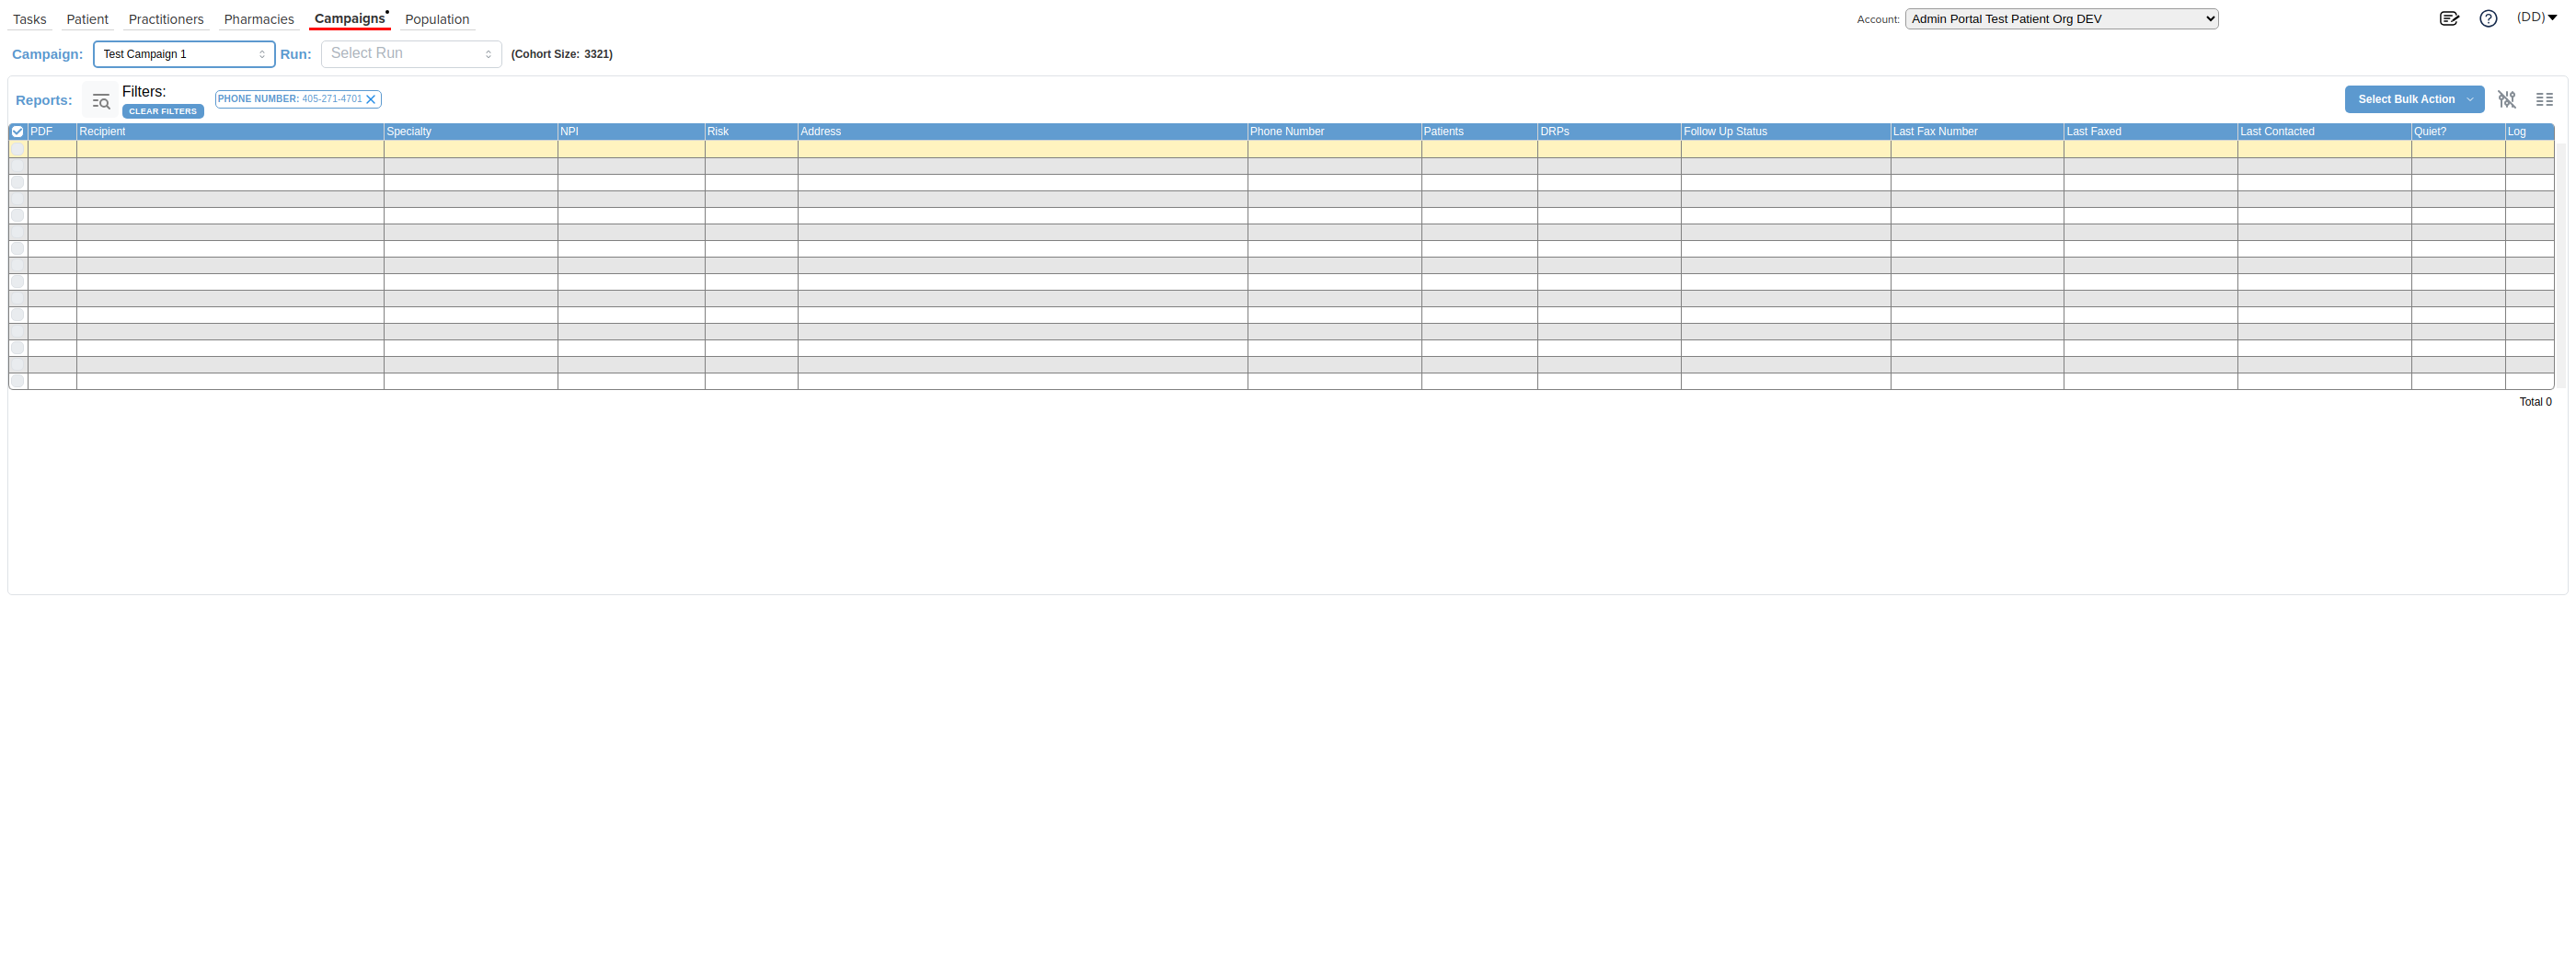 Tasks Patient Practitioners Pharmacies Campaigns Population Account: Admin Portal Test Patient Org DEV (DD)
Campaign: Test Campaign 1 Run: Select Run (Cohort Size: 3321)
Reports: Filters: CLEAR FILTERS PHONE NUMBER: 405-271-4701 Select Bulk Action
PDF Recipient Specialty NPI Risk Address Phone Number Patients DRPs Follow Up Status Last Fax Number Last Faxed Last Contacted Quiet? Log
Total 0